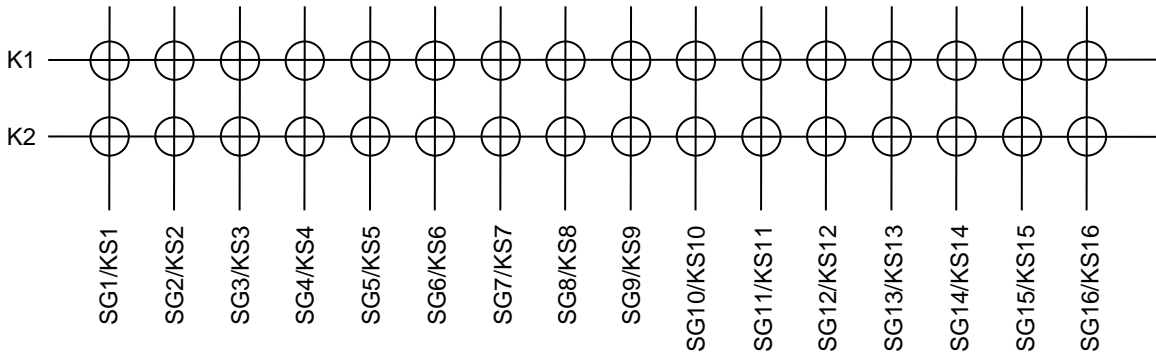 K1
K2
SG1/KS1
SG2/KS2
SG3/KS3
SG4/KS4
SG5/KS5
SG6/KS6
SG7/KS7
SG8/KS8
SG9/KS9
SG10/KS10
SG11/KS11
SG12/KS12
SG13/KS13
SG14/KS14
SG15/KS15
SG16/KS16